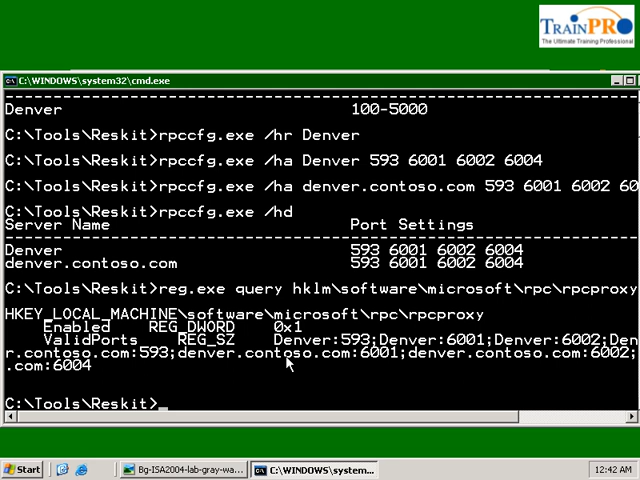 TRAINPRO
The Ultimate Training Professional
C:\WINDOWS\system32\cmd.exe
Denver 100-5000
C:\Tools\Reskit>rpccfg.exe /hr Denver
C:\Tools\Reskit>rpccfg.exe /ha Denver 593 6001 6002 6004
C:\Tools\Reskit>rpccfg.exe /ha denver.contoso.com 593 6001 6002 60
C:\Tools\Reskit>rpccfg.exe /hd
Server Name Port Settings
Denver 593 6001 6002 6004
denver.contoso.com 593 6001 6002 6004
C:\Tools\Reskit>reg.exe query hklm\software\microsoft\rpc\rpcproxy
HKEY_LOCAL_MACHINE\software\microsoft\rpc\rpcproxy
Enabled REG_DWORD 0x1
ValidPorts REG_SZ Denver:593;Denver:6001;Denver:6002;Den
r.contoso.com:593;denver.contoso.com:6001;denver.contoso.com:6002;
.com:6004
C:\Tools\Reskit>_
Start Bg-ISA2004-lab-gray-wa... C:\WINDOWS\system... 12:42 AM